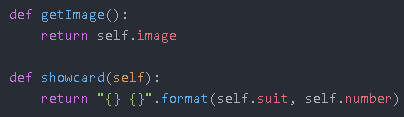 def getImage():
    return self.image

def showcard(self):
    return "{} {}".format(self.suit, self.number)